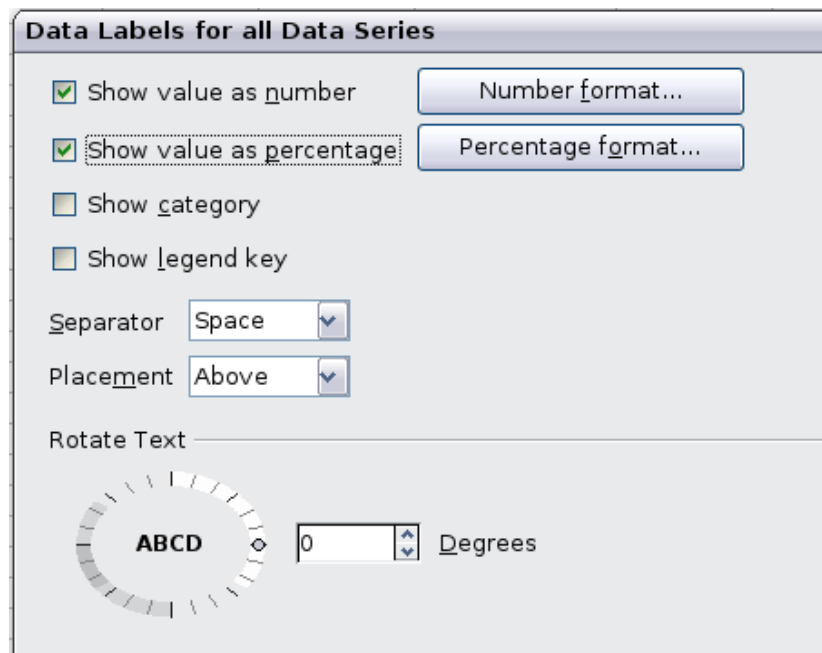 Data Labels for all Data Series
Show value as number Number format...
Show value as percentage Percentage format...
Show category
Show legend key
Separator Space
Placement Above
Rotate Text
ABCD 0 Degrees